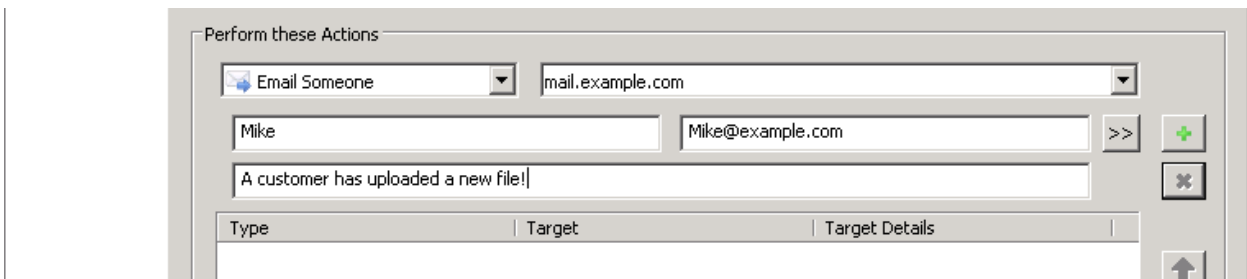 Perform these Actions
Email Someone mail.example.com
Mike Mike@example.com >>
A customer has uploaded a new file!
Type Target Target Details